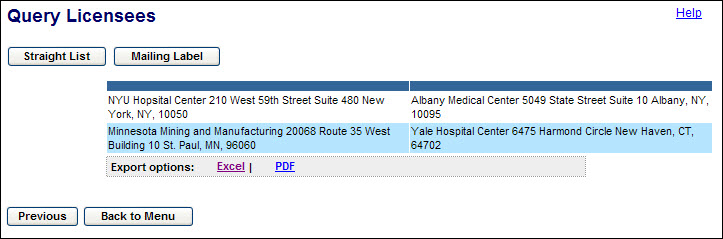 Query Licensees
Help
Straight List
Mailing Label
NYU Hopsital Center 210 West 59th Street Suite 480 New
York, NY, 10050
Albany Medical Center 5049 State Street Suite 10 Albany, NY,
10095
Minnesota Mining and Manufacturing 20068 Route 35 West
Building 10 St. Paul, MN, 96060
Yale Hospital Center 6475 Harmond Circle New Haven, CT,
64702
Export options: Excel | PDF
Previous
Back to Menu